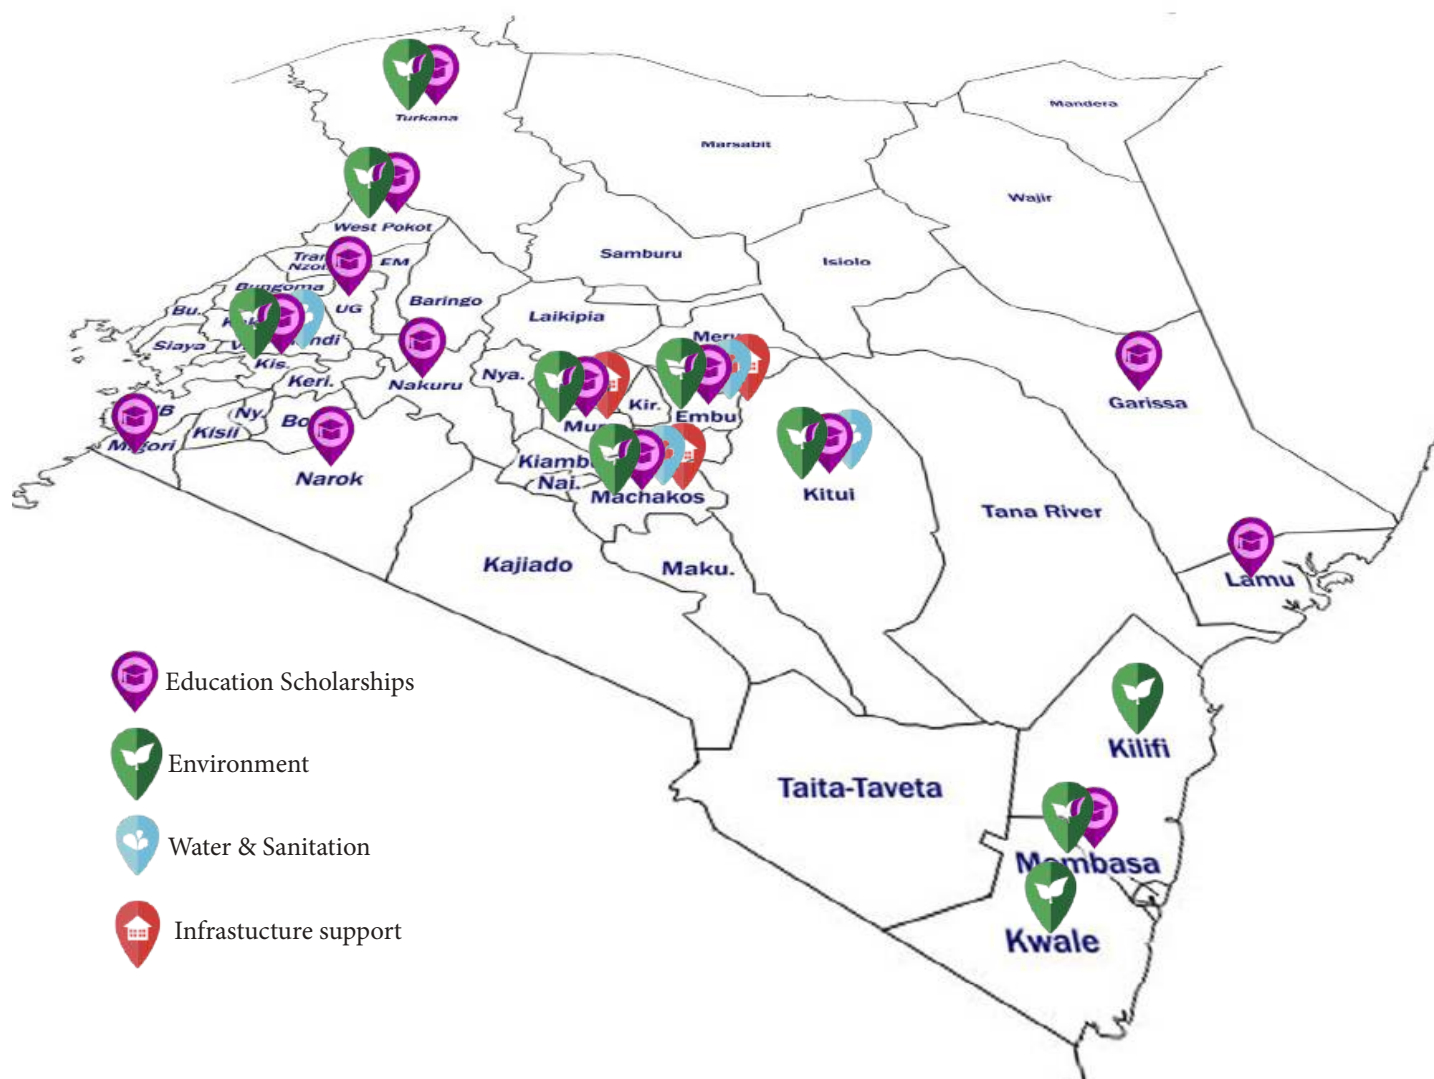 Turkana
Mandera
Marsabit
Wajir
West Pokot
Samburu
Isiolo
EM
Bungoma
Baringo
Bu.
UG
Laikipia
Siaya
Meru
Kis.
Keri.
Nakuru
Nya.
Kir.
Embu
Garissa
Ny.
Kisii
Narok
Nai.
Machakos
Kitui
Tana River
Kajiado
Maku.
Lamu
Education Scholarships
Environment
Water & Sanitation
Infrastucture support
Kilifi
Taita-Taveta
Mombasa
Kwale